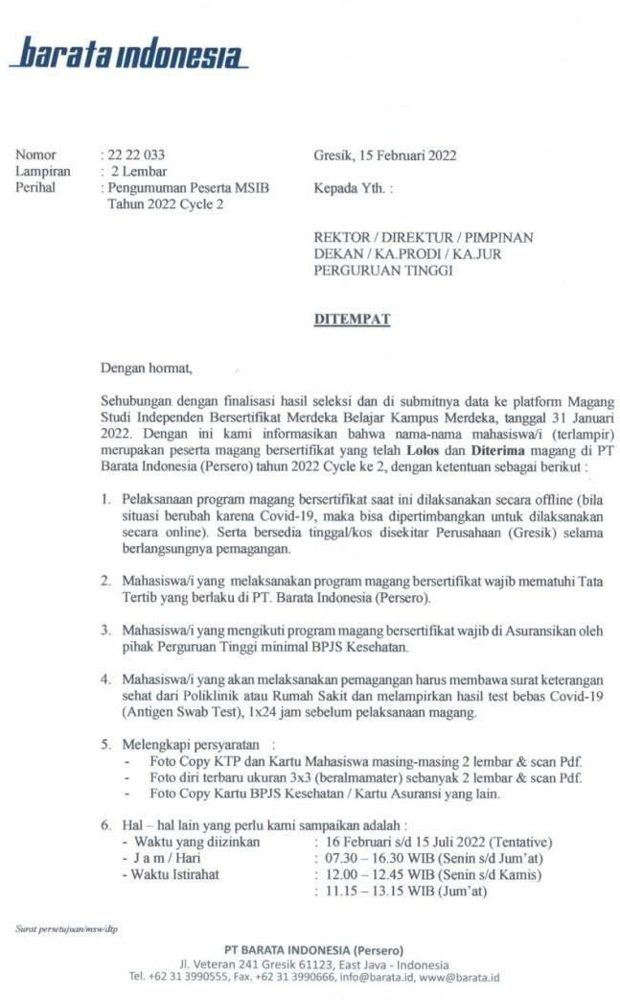 barata indonesia
Nomor : 22 22 033
Lampiran : 2 Lembar
Perihal : Pengumuman Peserta MSIB
Tahun 2022 Cycle 2
Gresik, 15 Februari 2022
Kepada Yth. :
REKTOR / DIREKTUR / PIMPINAN
DEKAN / KA.PRODI / KA.JUR
PERGURUAN TINGGI
DITEMPAT
Dengan hormat,
Sehubungan dengan finalisasi hasil seleksi dan di submitnya data ke platform Magang
Studi Independen Bersertifikat Merdeka Belajar Kampus Merdeka, tanggal 31 Januari
2022. Dengan ini kami informasikan bahwa nama-nama mahasiswa/i (terlampir)
merupakan peserta magang bersertifikat yang telah Lolos dan Diterima magang di PT
Barata Indonesia (Persero) tahun 2022 Cycle ke 2, dengan ketentuan sebagai berikut :
1. Pelaksanaan program magang bersertifikat saat ini dilaksanakan secara offline (bila
situasi berubah karena Covid-19, maka bisa dipertimbangkan untuk dilaksanakan
secara online). Serta bersedia tinggal/kos disekitar Perusahaan (Gresik) selama
berlangsungnya pemagangan.
2. Mahasiswa/i yang melaksanakan program magang bersertifikat wajib mematuhi Tata
Tertib yang berlaku di PT. Barata Indonesia (Persero).
3. Mahasiswa/i yang mengikuti program magang bersertifikat wajib di Asuransikan oleh
pihak Perguruan Tinggi minimal BPJS Kesehatan.
4. Mahasiswa/i yang akan melaksanakan pemagangan harus membawa surat keterangan
sehat dari Poliklinik atau Rumah Sakit dan melampirkan hasil test bebas Covid-19
(Antigen Swab Test), 1x24 jam sebelum pelaksanaan magang.
5. Melengkapi persyaratan :
- Foto Copy KTP dan Kartu Mahasiswa masing-masing 2 lembar & scan Pdf.
- Foto diri terbaru ukuran 3x3 (beralmamater) sebanyak 2 lembar & scan Pdf.
- Foto Copy Kartu BPJS Kesehatan / Kartu Asuransi yang lain.
6. Hal – hal lain yang perlu kami sampaikan adalah :
- Waktu yang diizinkan : 16 Februari s/d 15 Juli 2022 (Tentative)
- J a m / Hari : 07.30 – 16.30 WIB (Senin s/d Jum'at)
- Waktu Istirahat : 12.00 – 12.45 WIB (Senin s/d Kamis)
: 11.15 – 13.15 WIB (Jum'at)
Surat persetujuan/msw/dtp
PT BARATA INDONESIA (Persero)
Jl. Veteran 241 Gresik 61123, East Java - Indonesia
Tel. +62 31 3990555, Fax. +62 31 3990666, info@barata.id, www@barata.id